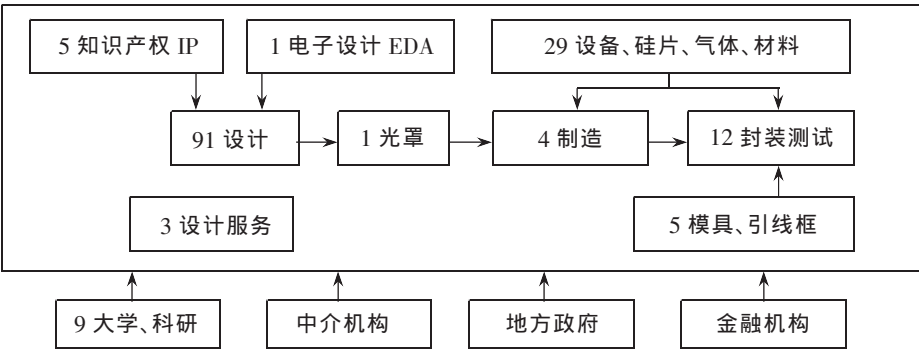 5 知识产权 IP
1 电子设计 EDA
29 设备、硅片、气体、材料
91 设计
1 光罩
4 制造
12 封装测试
3 设计服务
5 模具、引线框
9 大学、科研
中介机构
地方政府
金融机构